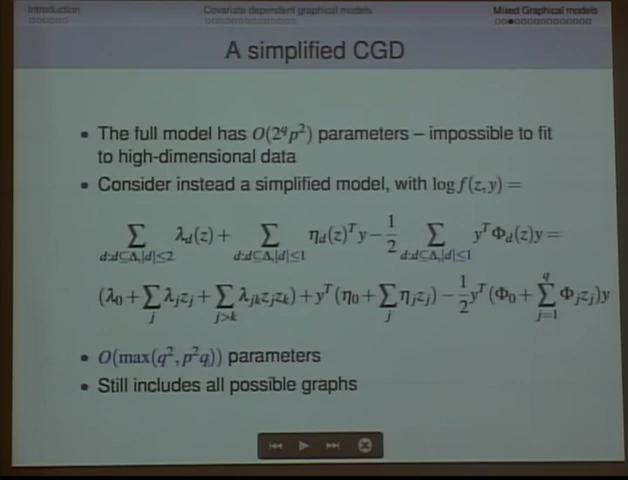 Introduction Covariate dependent graphical models Mixed Graphical models
A simplified CGD
• The full model has O(2^q p^2) parameters – impossible to fit
to high-dimensional data
• Consider instead a simplified model, with log f(z,y) =
∑_{d:d⊆Δ,|d|≤2} λ_d(z) + ∑_{d:d⊆Δ,|d|≤1} η_d(z)^T y − 1/2 ∑_{d:d⊆Δ,|d|≤1} y^T Φ_d(z) y =
(λ_0 + ∑_j λ_j z_j + ∑_{j>k} λ_{jk} z_j z_k) + y^T(η_0 + ∑_j η_j z_j) − 1/2 y^T(Φ_0 + ∑_{j=1}^q Φ_j z_j)y
• O(max(q^2, p^2 q)) parameters
• Still includes all possible graphs